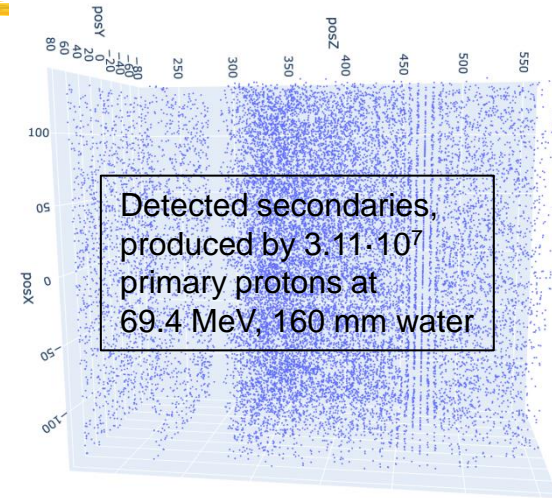 posY
80 60 40 20 0 -20 -40 -60 -80
posZ
250 300 350 400 450 500 550
100
50
0
-50
-100
posX
Detected secondaries,
produced by 3.11·10⁷
primary protons at
69.4 MeV, 160 mm water